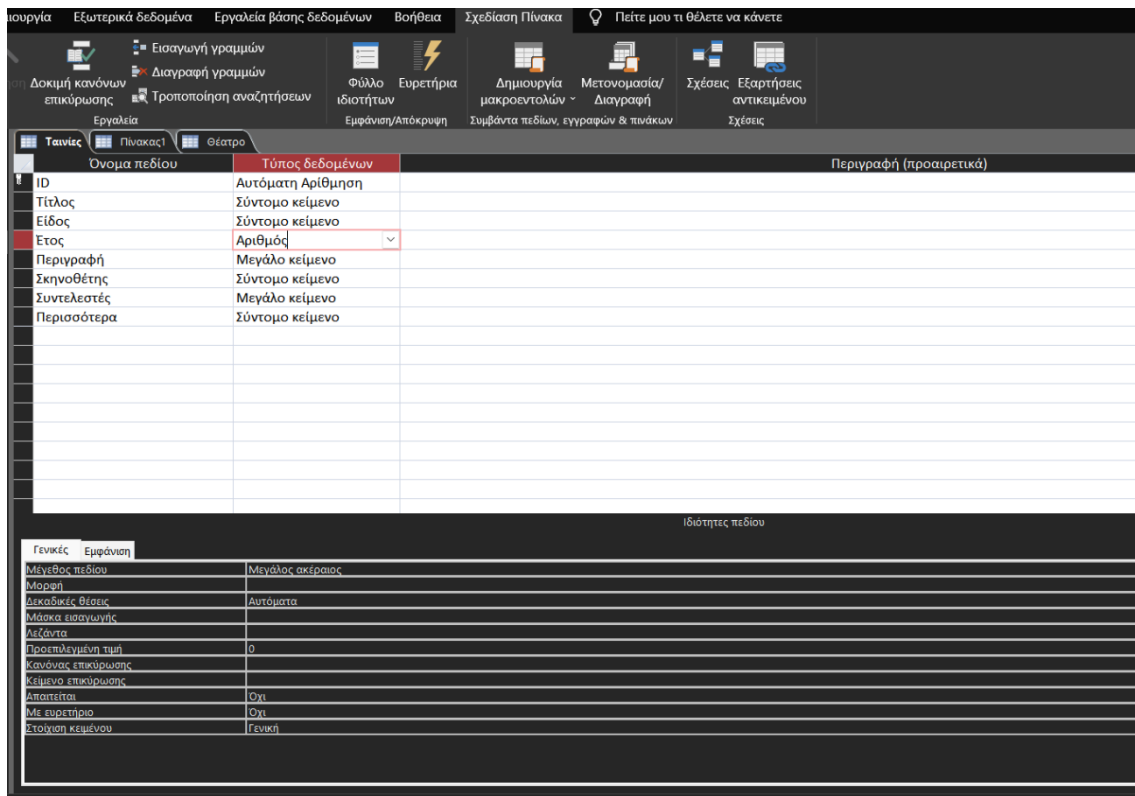 Εξωτερικά δεδομένα Εργαλεία βάσης δεδομένων Βοήθεια Σχεδίαση Πίνακα Πείτε μου τι θέλετε να κάνετε
Εισαγωγή γραμμών
Διαγραφή γραμμών
Τροποποίηση αναζητήσεων
Δοκιμή κανόνων
επικύρωσης
Φύλλο
ιδιοτήτων
Ευρετήρια
Δημιουργία
μακροεντολών
Μετονομασία/
Διαγραφή
Σχέσεις
Εξαρτήσεις
αντικειμένου
Εργαλεία Εμφάνιση/Απόκρυψη Συμβάντα πεδίων, εγγραφών & πινάκων Σχέσεις
Ταινίες Πίνακας1 Θέατρο
Όνομα πεδίου Τύπος δεδομένων Περιγραφή (προαιρετικά)
ID Αυτόματη Αρίθμηση
Τίτλος Σύντομο κείμενο
Είδος Σύντομο κείμενο
Έτος Αριθμός
Περιγραφή Μεγάλο κείμενο
Σκηνοθέτης Σύντομο κείμενο
Συντελεστές Μεγάλο κείμενο
Περισσότερα Σύντομο κείμενο
Ιδιότητες πεδίου
Γενικές Εμφάνιση
Μέγεθος πεδίου Μεγάλος ακέραιος
Μορφή
Δεκαδικές θέσεις Αυτόματα
Μάσκα εισαγωγής
Λεζάντα
Προεπιλεγμένη τιμή 0
Κανόνας επικύρωσης
Κείμενο επικύρωσης
Απαιτείται Όχι
Με ευρετήριο Όχι
Στοίχιση κειμένου Γενική